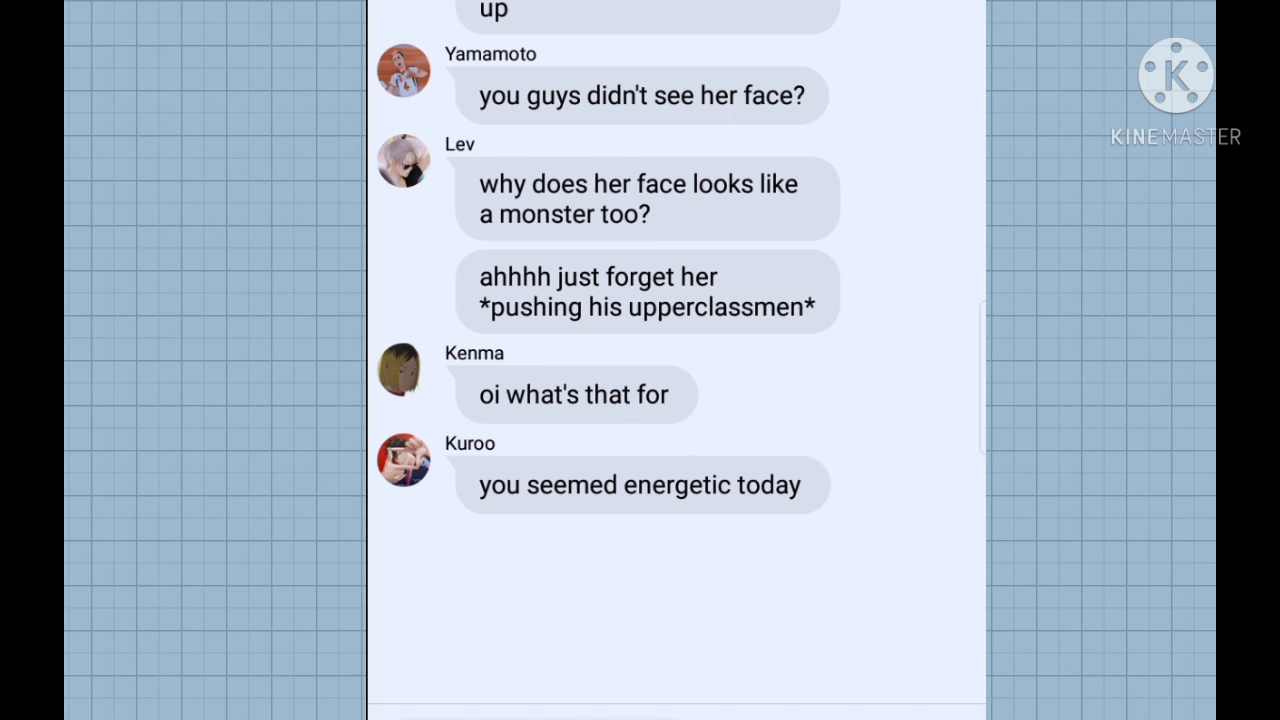 up
Yamamoto
you guys didn't see her face?
Lev
why does her face looks like
a monster too?
ahhhh just forget her
*pushing his upperclassmen*
Kenma
oi what's that for
Kuroo
you seemed energetic today
K
KINEMASTER